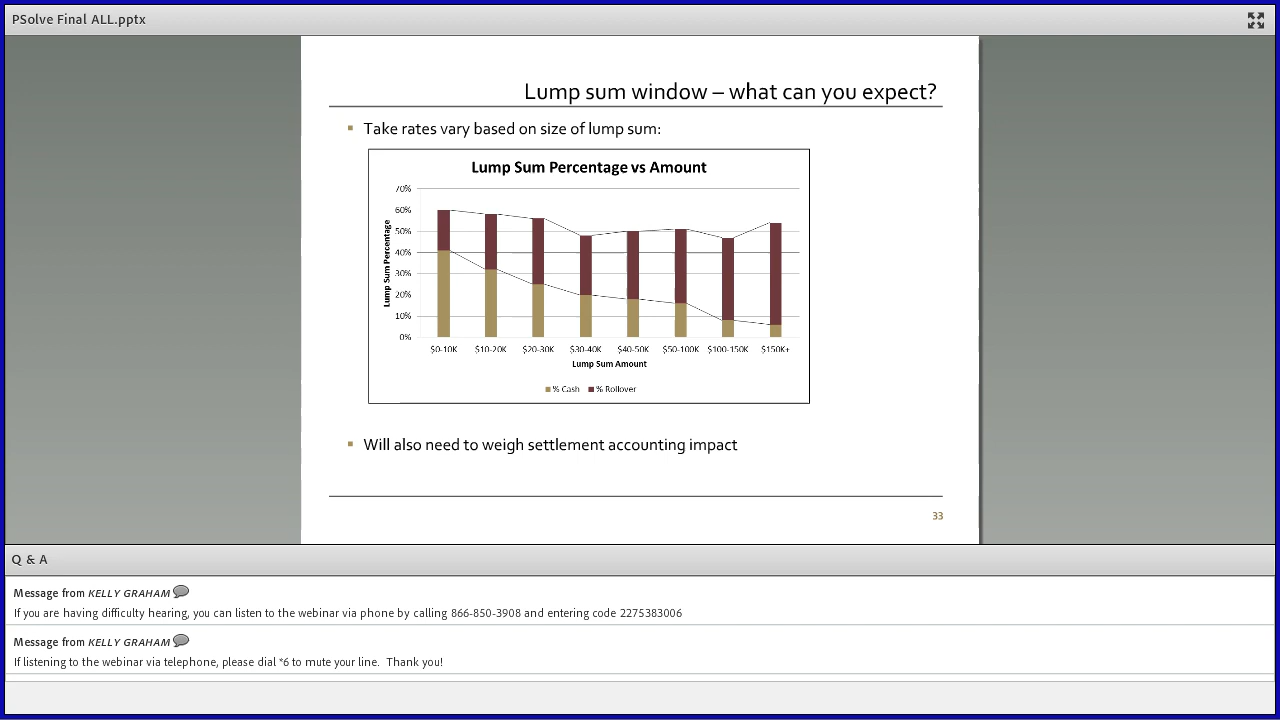 PSolve Final ALL.pptx
Lump sum window – what can you expect?
Take rates vary based on size of lump sum:
Lump Sum Percentage vs Amount
70%
60%
50%
40%
30%
20%
10%
0%
Lump Sum Percentage
$0-10K $10-20K $20-30K $30-40K $40-50K $50-100K $100-150K $150K+
Lump Sum Amount
% Cash % Rollover
Will also need to weigh settlement accounting impact
33
Q & A
Message from KELLY GRAHAM
If you are having difficulty hearing, you can listen to the webinar via phone by calling 866-850-3908 and entering code 2275383006
Message from KELLY GRAHAM
If listening to the webinar via telephone, please dial *6 to mute your line.  Thank you!